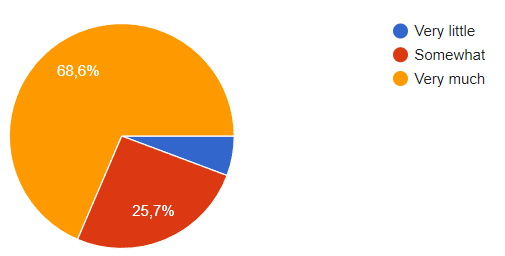 Very little
Somewhat
Very much
68,6%
25,7%